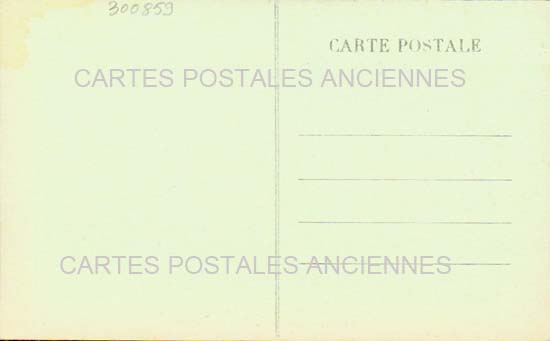 300859
CARTE POSTALE
CARTES POSTALES ANCIENNES
CARTES POSTALES ANCIENNES